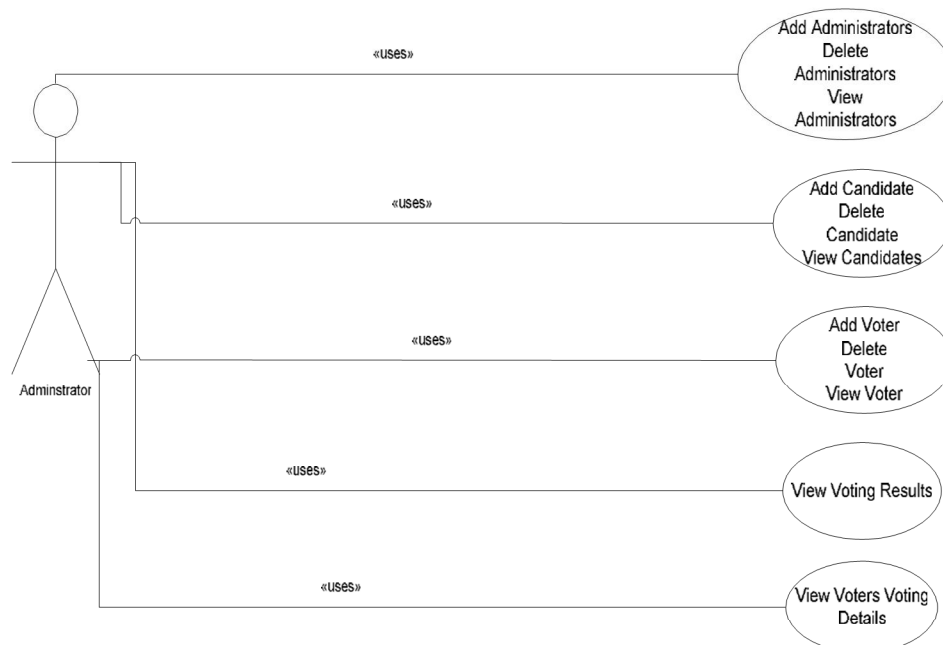 «uses»
Add Administrators
Delete
Administrators
View
Administrators
«uses»
Add Candidate
Delete
Candidate
View Candidates
«uses»
Add Voter
Delete
Voter
View Voter
Adminstrator
«uses»
View Voting Results
«uses»
View Voters Voting
Details